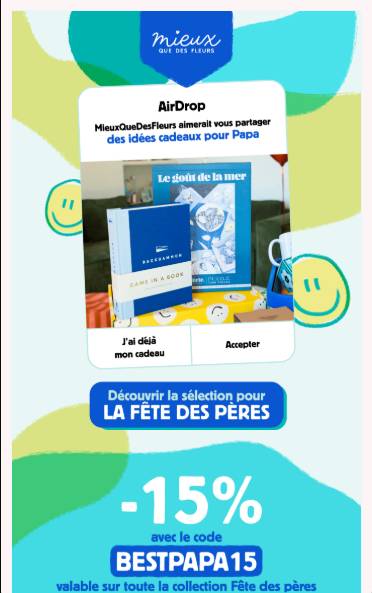 mieux
QUE DES FLEURS
AirDrop
MieuxQueDesFleurs aimerait vous partager
des idées cadeaux pour Papa
Le goût de la mer
BACKGAMMON
GAME IN A BOOK
J'ai déjà
mon cadeau
Accepter
Découvrir la sélection pour
LA FÊTE DES PÈRES
-15%
avec le code
BESTPAPA15
valable sur toute la collection Fête des pères